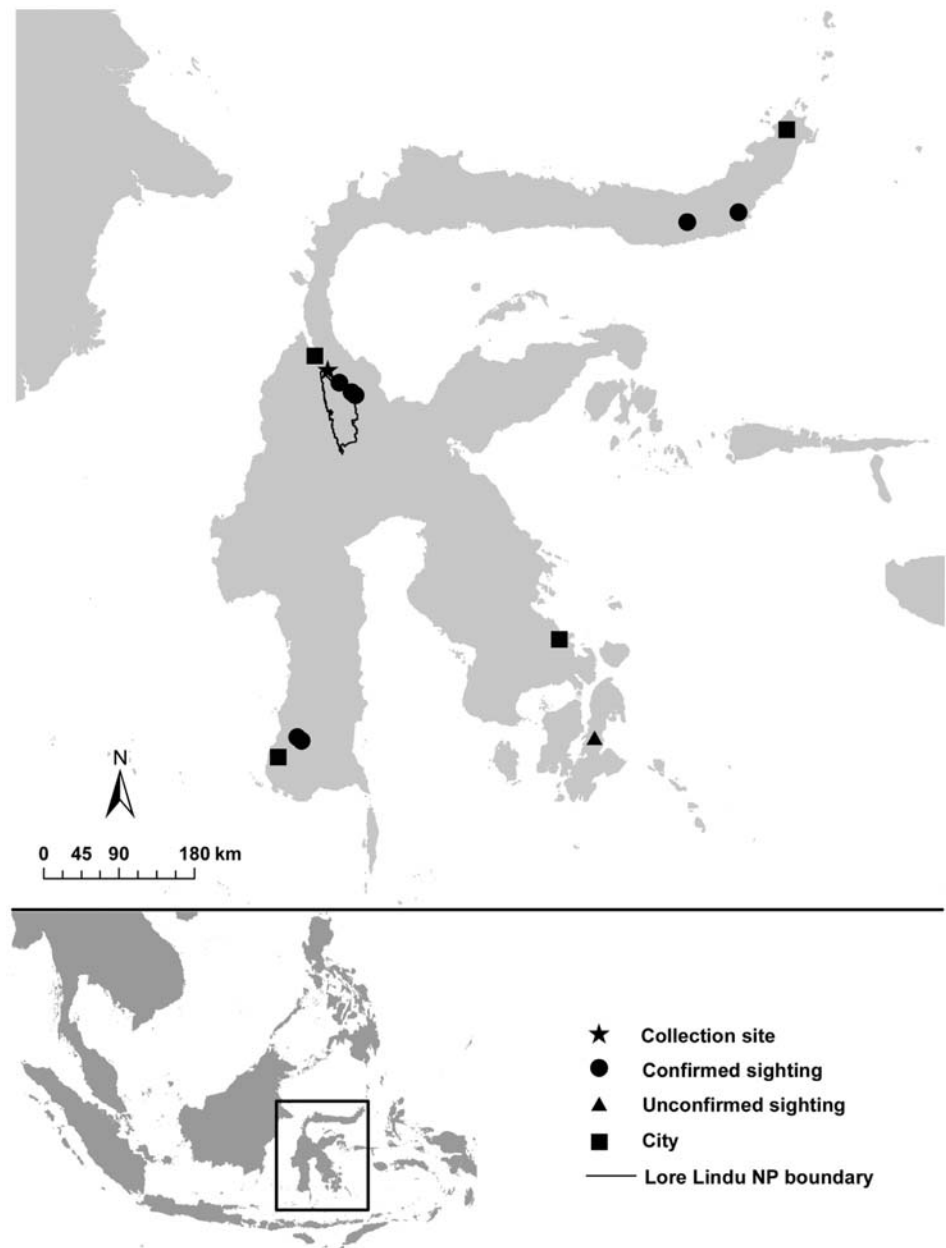 N
0 45 90 180 km
Collection site
Confirmed sighting
Unconfirmed sighting
City
Lore Lindu NP boundary